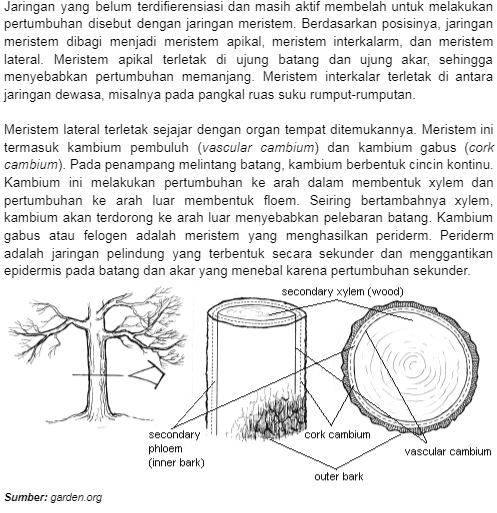 Jaringan yang belum terdifierensiasi dan masih aktif membelah untuk melakukan
pertumbuhan disebut dengan jaringan meristem. Berdasarkan posisinya, jaringan
meristem dibagi menjadi meristem apikal, meristem interkalarm, dan meristem
lateral. Meristem apikal terletak di ujung batang dan ujung akar, sehingga
menyebabkan pertumbuhan memanjang. Meristem interkalar terletak di antara
jaringan dewasa, misalnya pada pangkal ruas suku rumput-rumputan.
Meristem lateral terletak sejajar dengan organ tempat ditemukannya. Meristem ini
termasuk kambium pembuluh (vascular cambium) dan kambium gabus (cork
cambium). Pada penampang melintang batang, kambium berbentuk cincin kontinu.
Kambium ini melakukan pertumbuhan ke arah dalam membentuk xylem dan
pertumbuhan ke arah luar membentuk floem. Seiring bertambahnya xylem,
kambium akan terdorong ke arah luar menyebabkan pelebaran batang. Kambium
gabus atau felogen adalah meristem yang menghasilkan periderm. Periderm
adalah jaringan pelindung yang terbentuk secara sekunder dan menggantikan
epidermis pada batang dan akar yang menebal karena pertumbuhan sekunder.
secondary xylem (wood)
secondary
phloem
(inner bark)
cork cambium
vascular cambium
outer bark
Sumber: garden.org